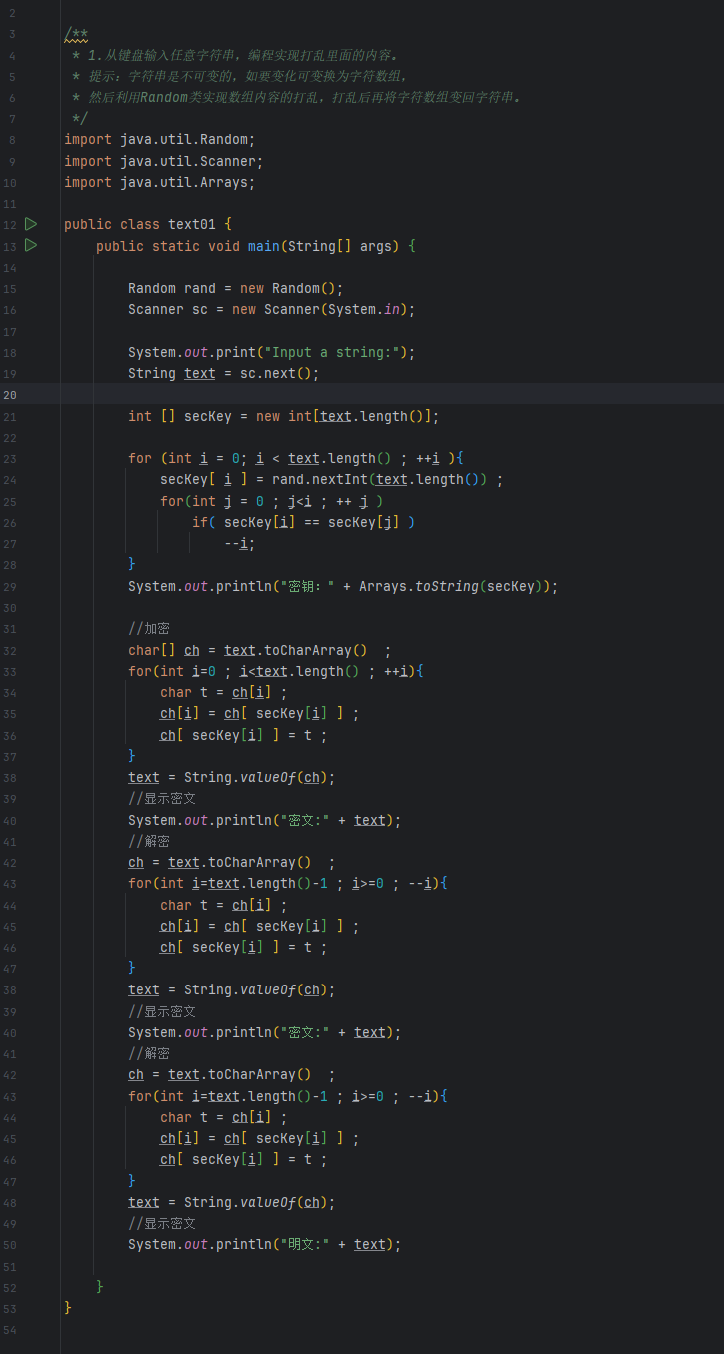 2
3 /**
4 * 1.从键盘输入任意字符串，编程实现打乱里面的内容。
5 * 提示：字符串是不可变的，如要变化可变换为字符数组，
6 * 然后利用Random类实现数组内容的打乱，打乱后再将字符数组变回字符串。
7 */
8 import java.util.Random;
9 import java.util.Scanner;
10 import java.util.Arrays;
11
12 public class text01 {
13 public static void main(String[] args) {
14
15 Random rand = new Random();
16 Scanner sc = new Scanner(System.in);
17
18 System.out.print("Input a string:");
19 String text = sc.next();
20
21 int [] secKey = new int[text.length()];
22
23 for (int i = 0; i < text.length() ; ++i ){
24 secKey[ i ] = rand.nextInt(text.length()) ;
25 for(int j = 0 ; j<i ; ++ j )
26 if( secKey[i] == secKey[j] )
27 --i;
28 }
29 System.out.println("密钥：" + Arrays.toString(secKey));
30
31 //加密
32 char[] ch = text.toCharArray() ;
33 for(int i=0 ; i<text.length() ; ++i){
34 char t = ch[i] ;
35 ch[i] = ch[ secKey[i] ] ;
36 ch[ secKey[i] ] = t ;
37 }
38 text = String.valueOf(ch);
39 //显示密文
40 System.out.println("密文:" + text);
41 //解密
42 ch = text.toCharArray() ;
43 for(int i=text.length()-1 ; i>=0 ; --i){
44 char t = ch[i] ;
45 ch[i] = ch[ secKey[i] ] ;
46 ch[ secKey[i] ] = t ;
47 }
38 text = String.valueOf(ch);
39 //显示密文
40 System.out.println("密文:" + text);
41 //解密
42 ch = text.toCharArray() ;
43 for(int i=text.length()-1 ; i>=0 ; --i){
44 char t = ch[i] ;
45 ch[i] = ch[ secKey[i] ] ;
46 ch[ secKey[i] ] = t ;
47 }
48 text = String.valueOf(ch);
49 //显示密文
50 System.out.println("明文:" + text);
51
52 }
53 }
54